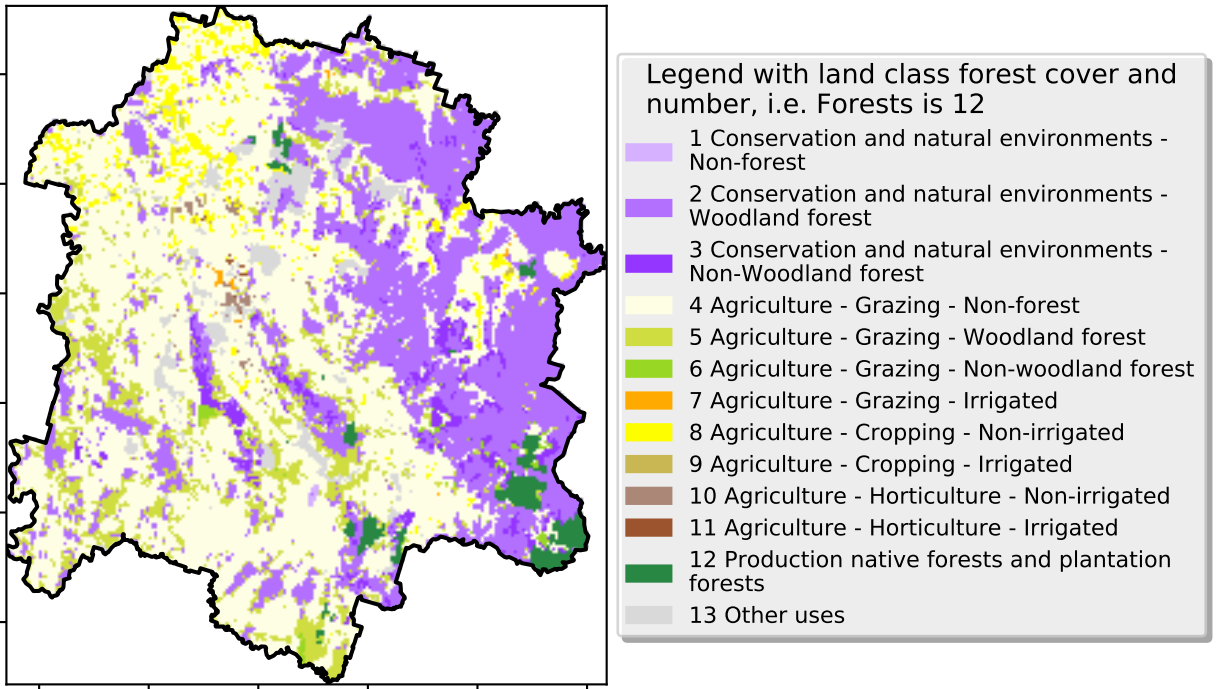 Legend with land class forest cover and
number, i.e. Forests is 12
1 Conservation and natural environments -
Non-forest
2 Conservation and natural environments -
Woodland forest
3 Conservation and natural environments -
Non-Woodland forest
4 Agriculture - Grazing - Non-forest
5 Agriculture - Grazing - Woodland forest
6 Agriculture - Grazing - Non-woodland forest
7 Agriculture - Grazing - Irrigated
8 Agriculture - Cropping - Non-irrigated
9 Agriculture - Cropping - Irrigated
10 Agriculture - Horticulture - Non-irrigated
11 Agriculture - Horticulture - Irrigated
12 Production native forests and plantation
forests
13 Other uses